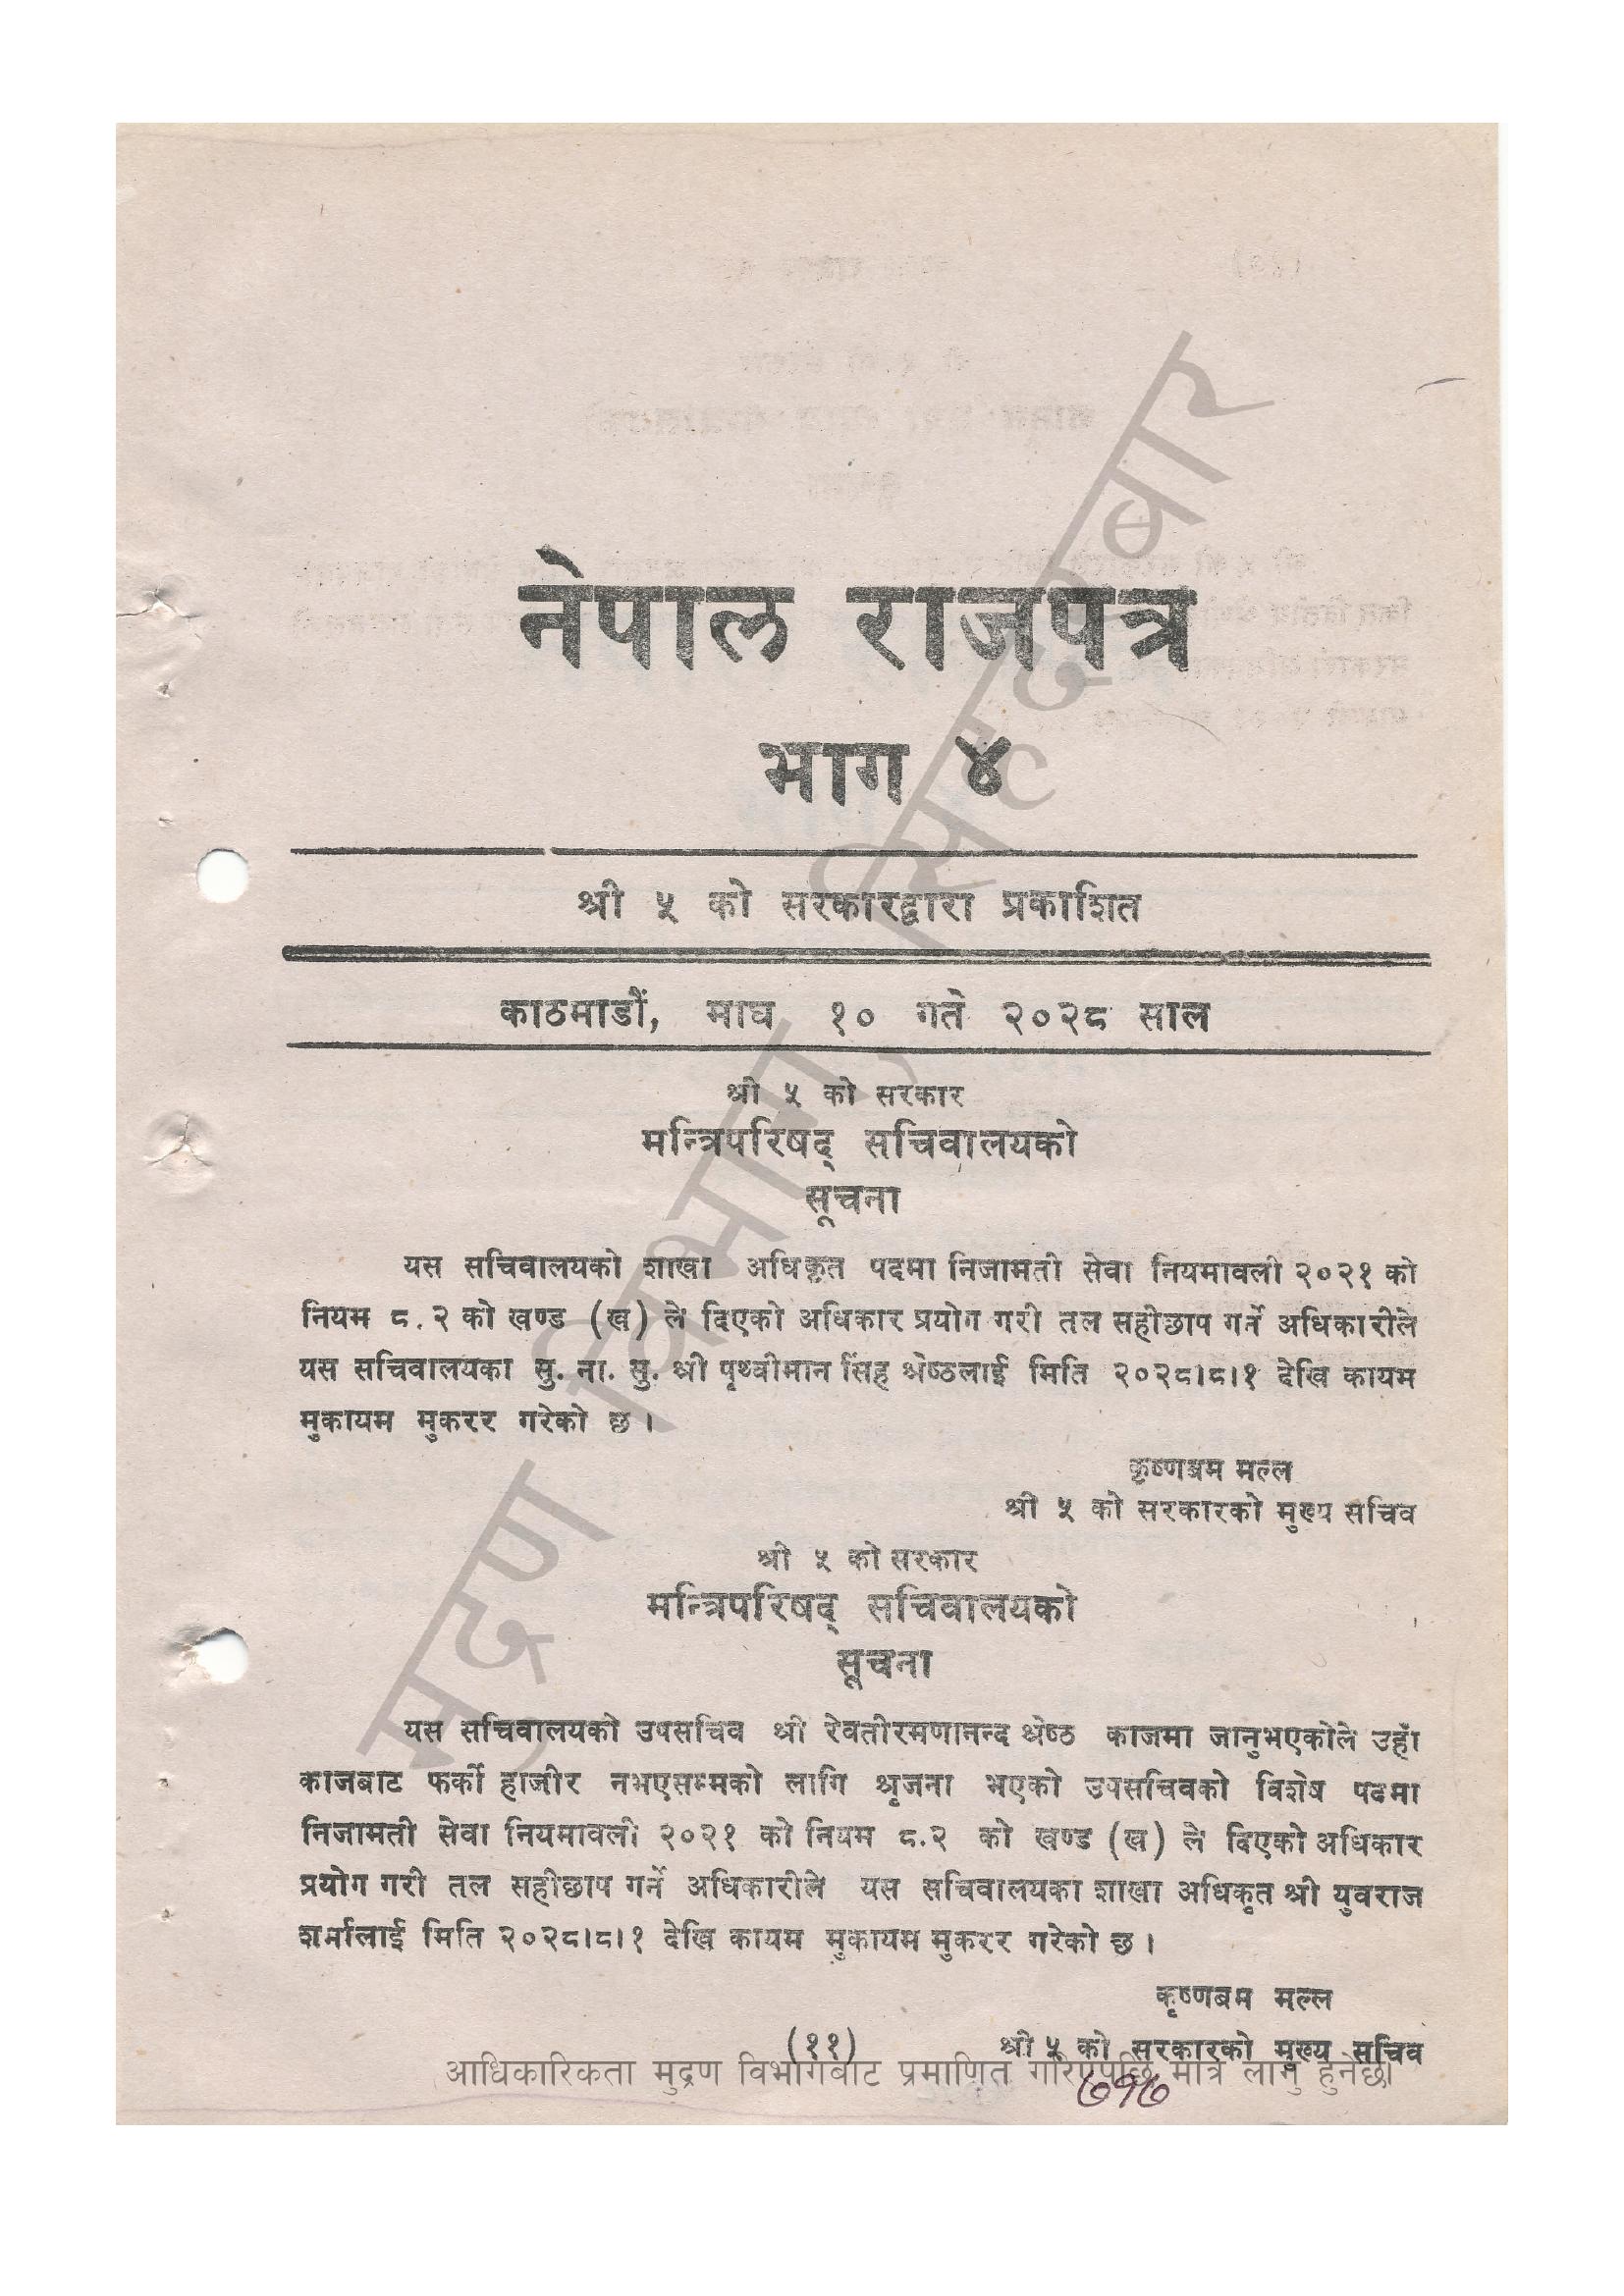 नेपाल राजपत्र
भाग ४
श्री ५ को सरकारद्वारा प्रकाशित
काठमाडौं, माघ १० गते २०२८ साल
श्री ५ को सरकार
मन्त्रिपरिषद् सचिवालयको
सूचना
यस सचिवालयको शाखा अधिकृत पदमा निजामती सेवा नियमावली २०२१ को
नियम ८.२ को खण्ड (ख) ले दिएको अधिकार प्रयोग गरी तल सहीछाप गर्ने अधिकारीले
यस सचिवालयका सु. ना. सु. श्री पृथ्वीमान सिंह श्रेष्ठलाई मिति २०२८।८।१ देखि कायम
मुकायम मुकरर गरेको छ ।
कृष्णबम मल्ल
श्री ५ को सरकारको मुख्य सचिव
श्री ५ को सरकार
मन्त्रिपरिषद् सचिवालयको
सूचना
यस सचिवालयको उपसचिव श्री रेवतीरमणानन्द श्रेष्ठ काजमा जानुभएकोले उहाँ
काजबाट फर्की हाजीर नभएसम्मको लागि श्रृजना भएको उपसचिवको विशेष पदमा
निजामती सेवा नियमावली २०२१ को नियम ८.२ को खण्ड (ख) ले दिएको अधिकार
प्रयोग गरी तल सहीछाप गर्ने अधिकारीले यस सचिवालयका शाखा अधिकृत श्री युवराज
शर्मालाई मिति २०२८।८।१ देखि कायम मुकायम मुकरर गरेको छ ।
कृष्णबम मल्ल
(११) श्री ५ को सरकारको मुख्य सचिव
आधिकारिकता मुद्रण विभागबाट प्रमाणित गरिएपछि मात्र लागु हुनेछ।
७१७
मुद्रण विभाग, सिंहदरबार